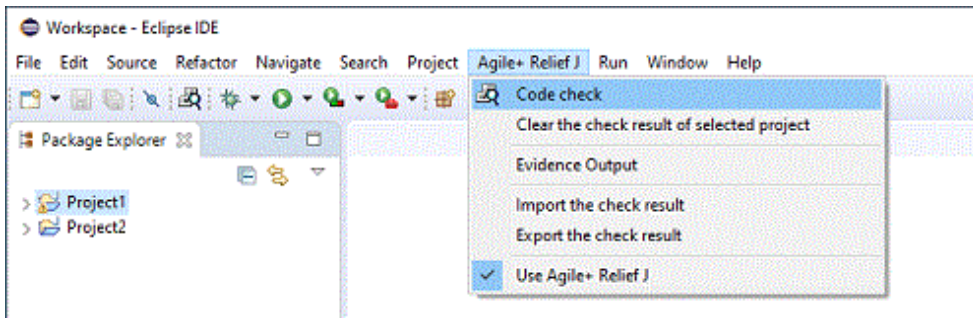 Workspace - Eclipse IDE
File Edit Source Refactor Navigate Search Project Agile+ Relief J Run Window Help
Code check
Package Explorer
Clear the check result of selected project
Evidence Output
Project1
Import the check result
Project2
Export the check result
Use Agile+ Relief J